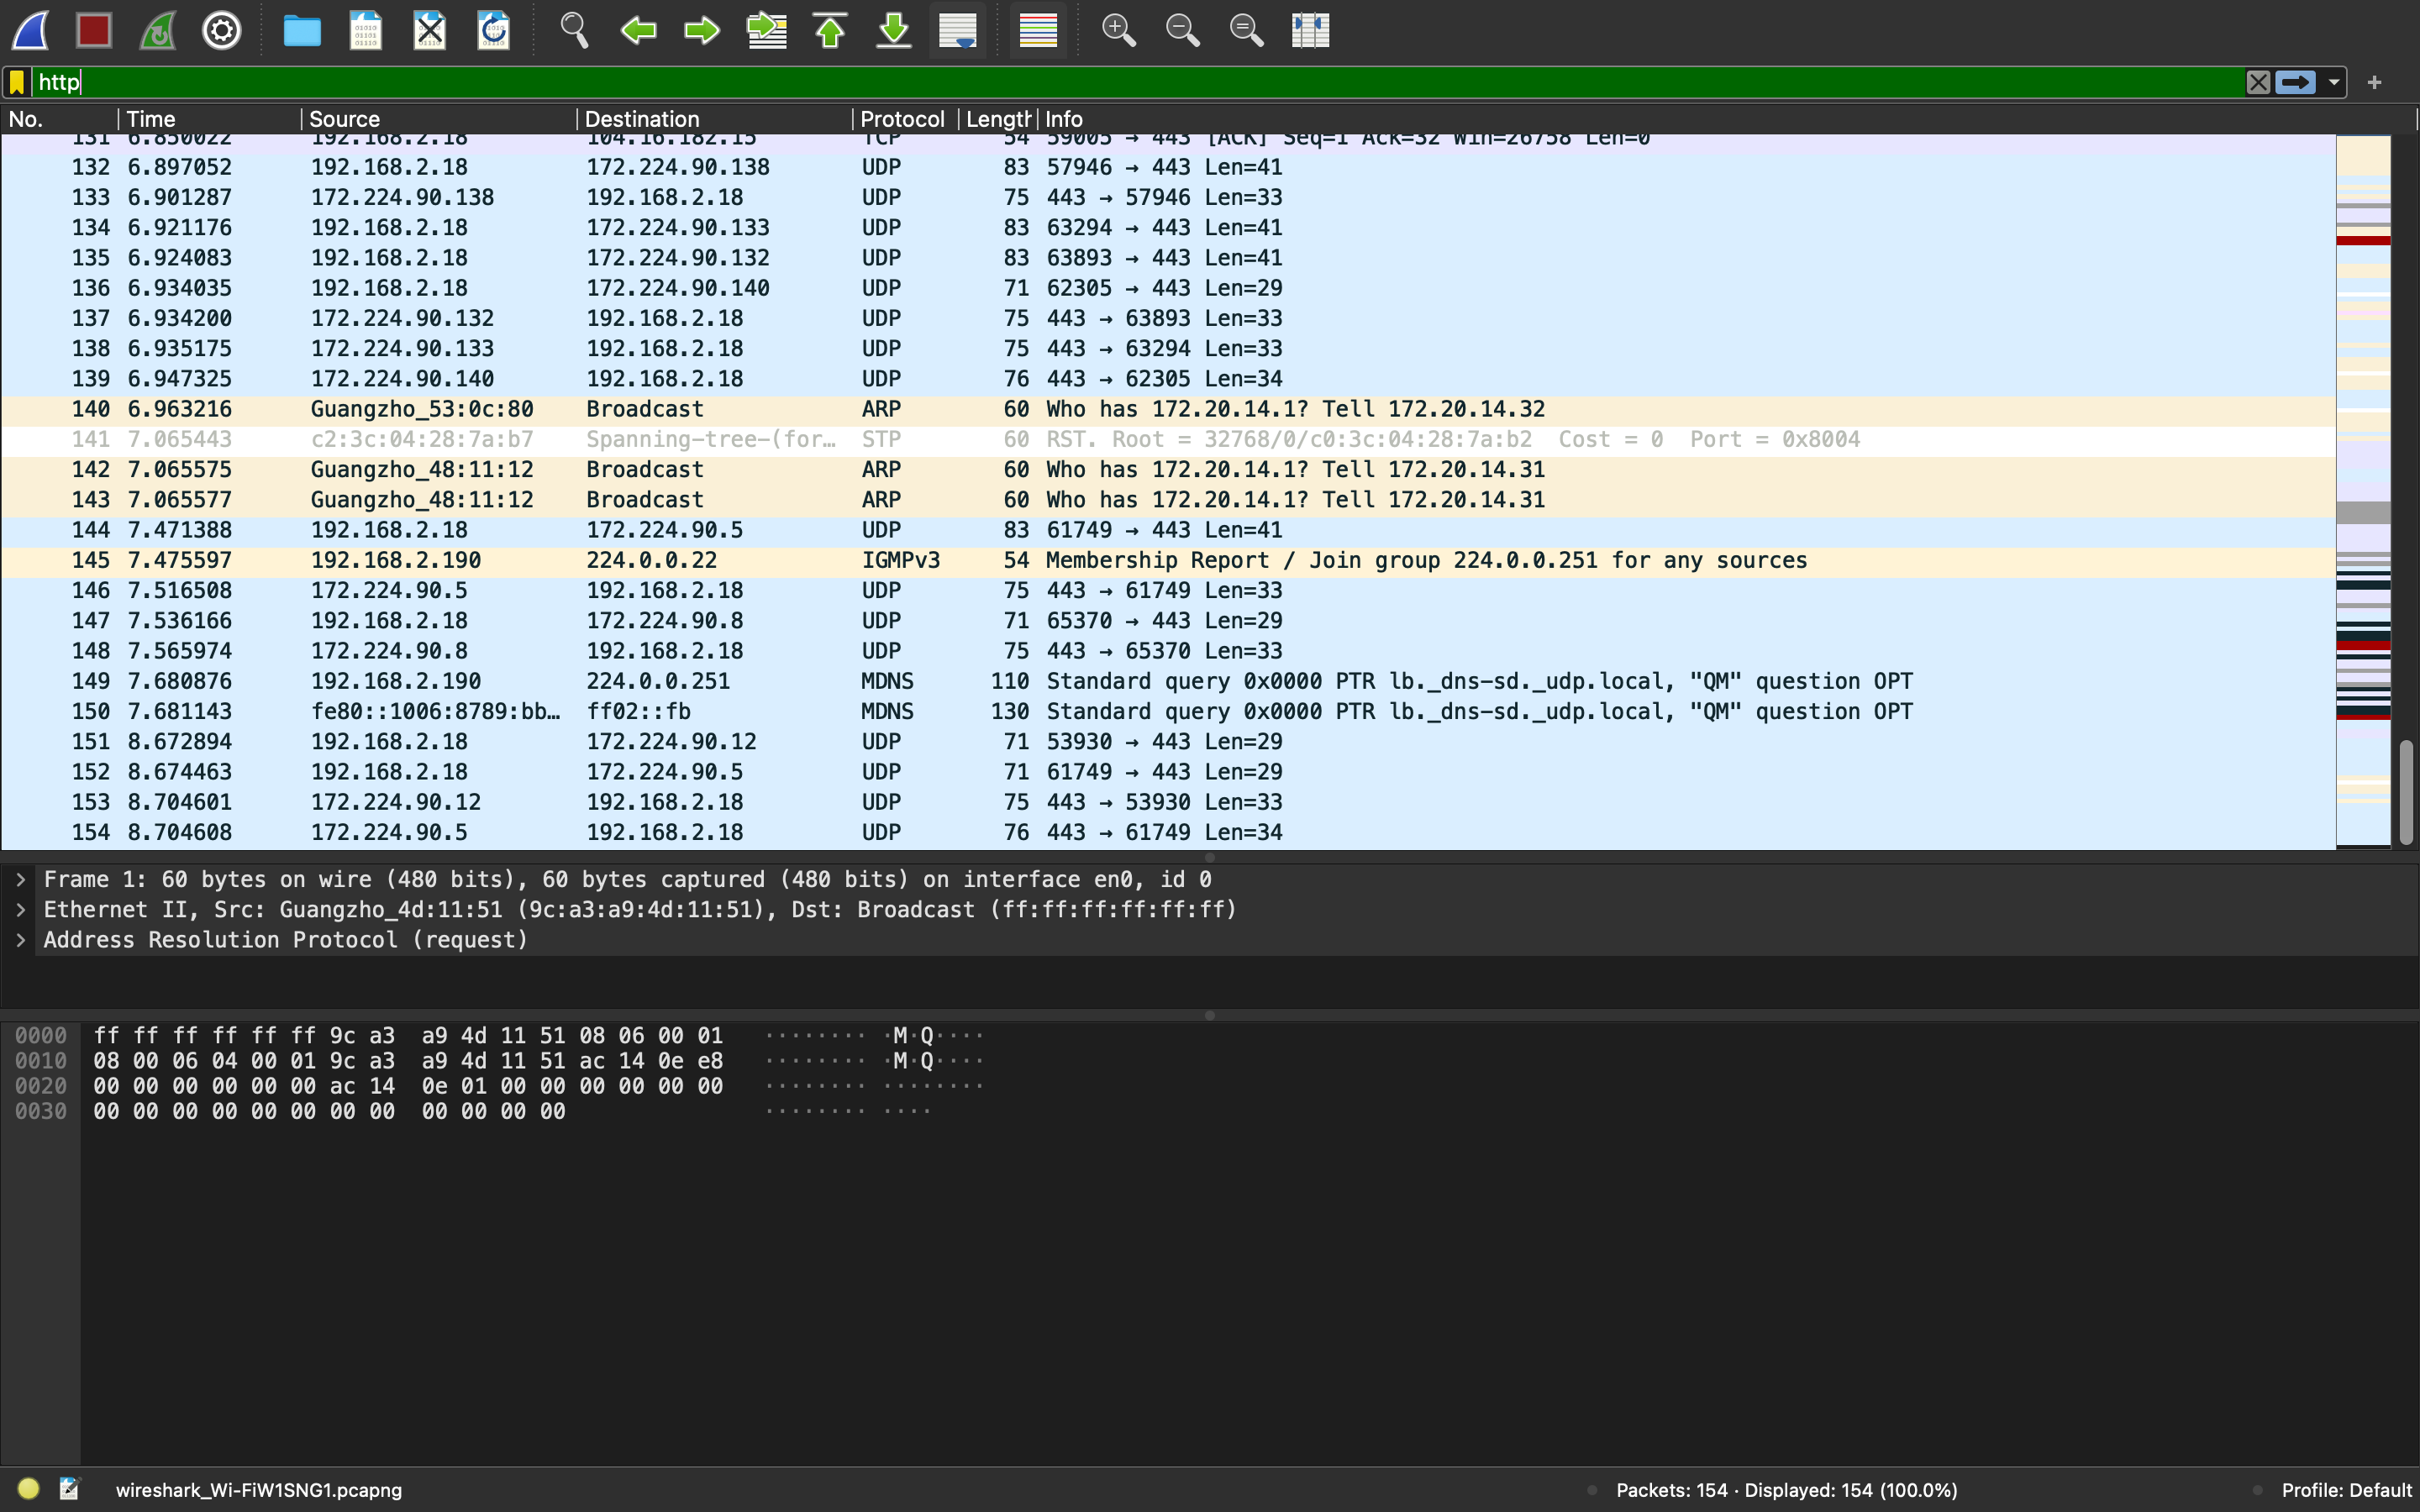 http
No. Time Source Destination Protocol Length Info
131 6.850022 192.168.2.18 104.16.182.15 TCP 54 59005 → 443 [ACK] Seq=1 Ack=32 Win=26758 Len=0
132 6.897052 192.168.2.18 172.224.90.138 UDP 83 57946 → 443 Len=41
133 6.901287 172.224.90.138 192.168.2.18 UDP 75 443 → 57946 Len=33
134 6.921176 192.168.2.18 172.224.90.133 UDP 83 63294 → 443 Len=41
135 6.924083 192.168.2.18 172.224.90.132 UDP 83 63893 → 443 Len=41
136 6.934035 192.168.2.18 172.224.90.140 UDP 71 62305 → 443 Len=29
137 6.934200 172.224.90.132 192.168.2.18 UDP 75 443 → 63893 Len=33
138 6.935175 172.224.90.133 192.168.2.18 UDP 75 443 → 63294 Len=33
139 6.947325 172.224.90.140 192.168.2.18 UDP 76 443 → 62305 Len=34
140 6.963216 Guangzho_53:0c:80 Broadcast ARP 60 Who has 172.20.14.1? Tell 172.20.14.32
141 7.065443 c2:3c:04:28:7a:b7 Spanning-tree-(for… STP 60 RST. Root = 32768/0/c0:3c:04:28:7a:b2 Cost = 0 Port = 0x8004
142 7.065575 Guangzho_48:11:12 Broadcast ARP 60 Who has 172.20.14.1? Tell 172.20.14.31
143 7.065577 Guangzho_48:11:12 Broadcast ARP 60 Who has 172.20.14.1? Tell 172.20.14.31
144 7.471388 192.168.2.18 172.224.90.5 UDP 83 61749 → 443 Len=41
145 7.475597 192.168.2.190 224.0.0.22 IGMPv3 54 Membership Report / Join group 224.0.0.251 for any sources
146 7.516508 172.224.90.5 192.168.2.18 UDP 75 443 → 61749 Len=33
147 7.536166 192.168.2.18 172.224.90.8 UDP 71 65370 → 443 Len=29
148 7.565974 172.224.90.8 192.168.2.18 UDP 75 443 → 65370 Len=33
149 7.680876 192.168.2.190 224.0.0.251 MDNS 110 Standard query 0x0000 PTR lb._dns-sd._udp.local, "QM" question OPT
150 7.681143 fe80::1006:8789:bb… ff02::fb MDNS 130 Standard query 0x0000 PTR lb._dns-sd._udp.local, "QM" question OPT
151 8.672894 192.168.2.18 172.224.90.12 UDP 71 53930 → 443 Len=29
152 8.674463 192.168.2.18 172.224.90.5 UDP 71 61749 → 443 Len=29
153 8.704601 172.224.90.12 192.168.2.18 UDP 75 443 → 53930 Len=33
154 8.704608 172.224.90.5 192.168.2.18 UDP 76 443 → 61749 Len=34
Frame 1: 60 bytes on wire (480 bits), 60 bytes captured (480 bits) on interface en0, id 0
Ethernet II, Src: Guangzho_4d:11:51 (9c:a3:a9:4d:11:51), Dst: Broadcast (ff:ff:ff:ff:ff:ff)
Address Resolution Protocol (request)
0000 ff ff ff ff ff ff 9c a3 a9 4d 11 51 08 06 00 01 ········ ·M·Q····
0010 08 00 06 04 00 01 9c a3 a9 4d 11 51 ac 14 0e e8 ········ ·M·Q····
0020 00 00 00 00 00 00 ac 14 0e 01 00 00 00 00 00 00 ········ ········
0030 00 00 00 00 00 00 00 00 00 00 00 00 ········ ····
wireshark_Wi-FiW1SNG1.pcapng
Packets: 154 · Displayed: 154 (100.0%)
Profile: Default